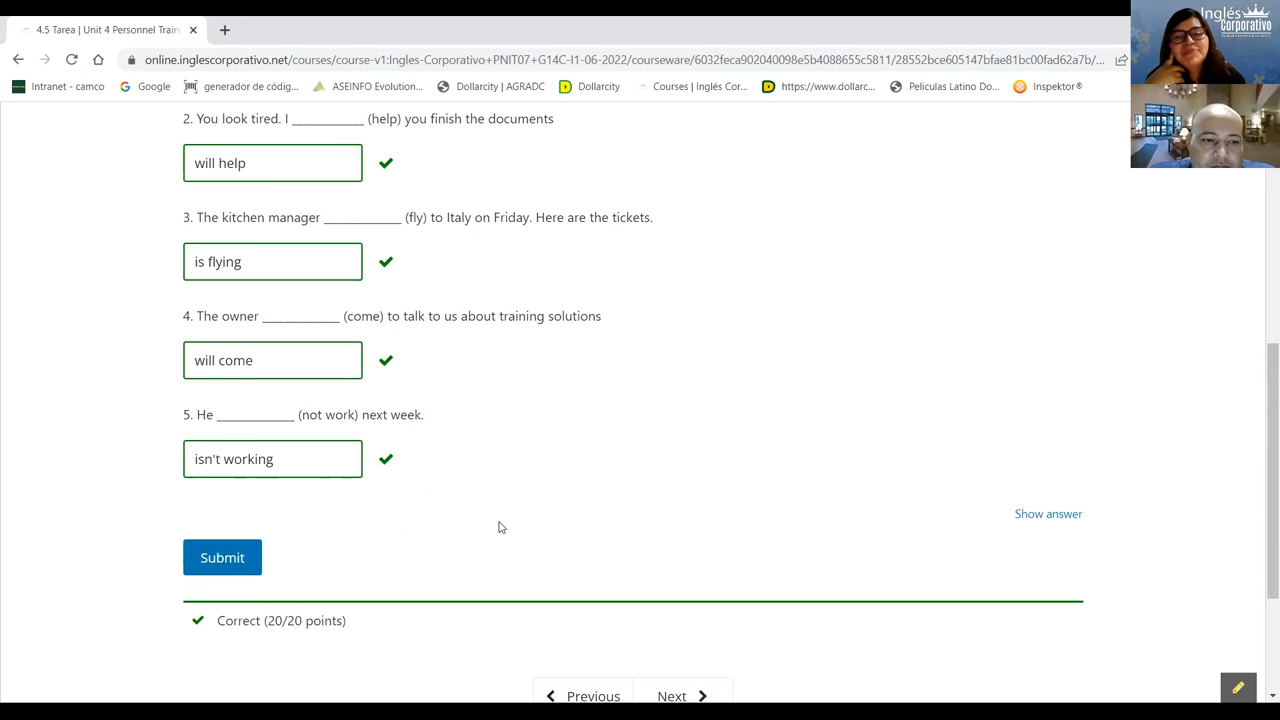 4.5 Tarea | Unit 4 Personnel Train
online.inglescorporativo.net/courses/course-v1:Ingles-Corporativo+PNIT07+G14C-I1-06-2022/courseware/6032feca902040098e5b4088655c5811/28552bce605147bfae81bc00fad62a7b/...
Intranet - camco
Google
generador de códig...
ASEINFO Evolution...
Dollarcity | AGRADC
Dollarcity
Courses | Inglés Cor...
https://www.dollarc...
Peliculas Latino Do...
Inspektor®
Inglés
Corporativo
2. You look tired. I ____________ (help) you finish the documents
will help
3. The kitchen manager _____________ (fly) to Italy on Friday. Here are the tickets.
is flying
4. The owner _____________ (come) to talk to us about training solutions
will come
5. He _____________ (not work) next week.
isn't working
Show answer
Submit
Correct (20/20 points)
Previous
Next